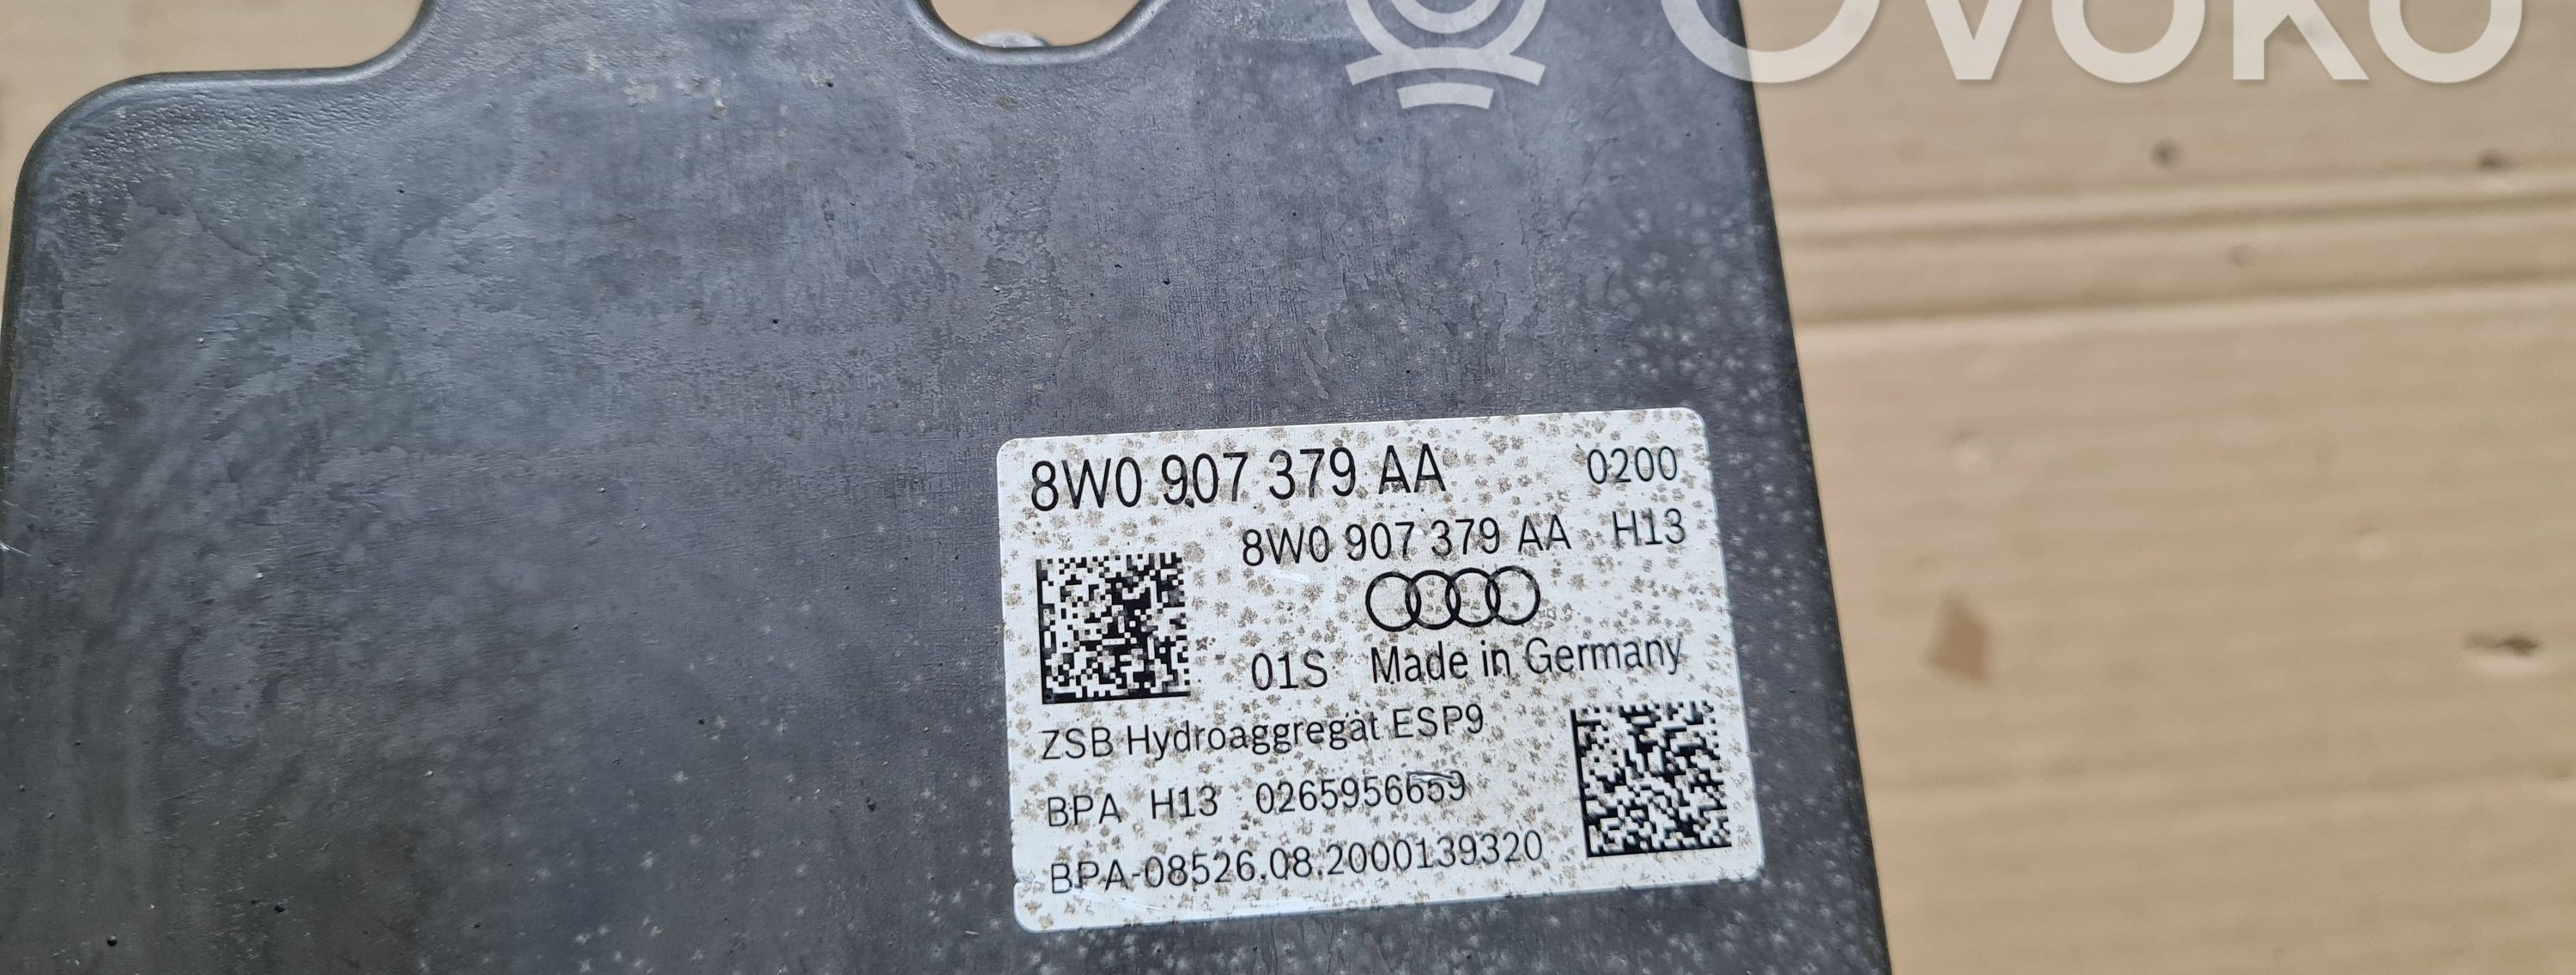 OVOKO
8W0 907 379 AA 0200
8W0 907 379 AA H13
01S Made in Germany
ZSB Hydroaggregat ESP9
BPA H13 0265956659
BPA-08526.08.2000139320